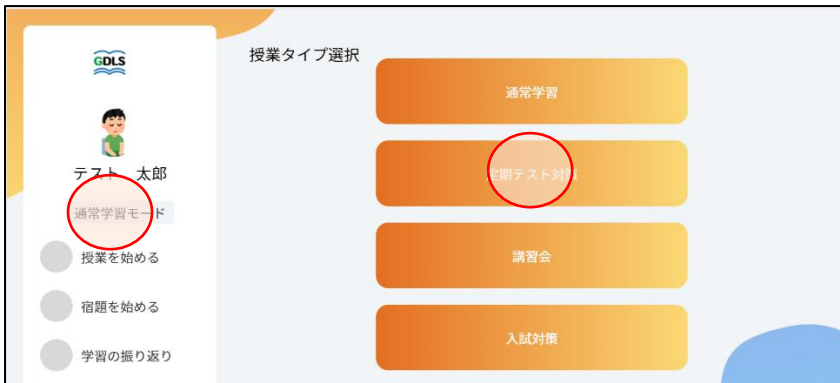 GDLS
テスト 太郎
通常学習モード
授業を始める
宿題を始める
学習の振り返り
授業タイプ選択
通常学習
定期テスト対策
講習会
入試対策